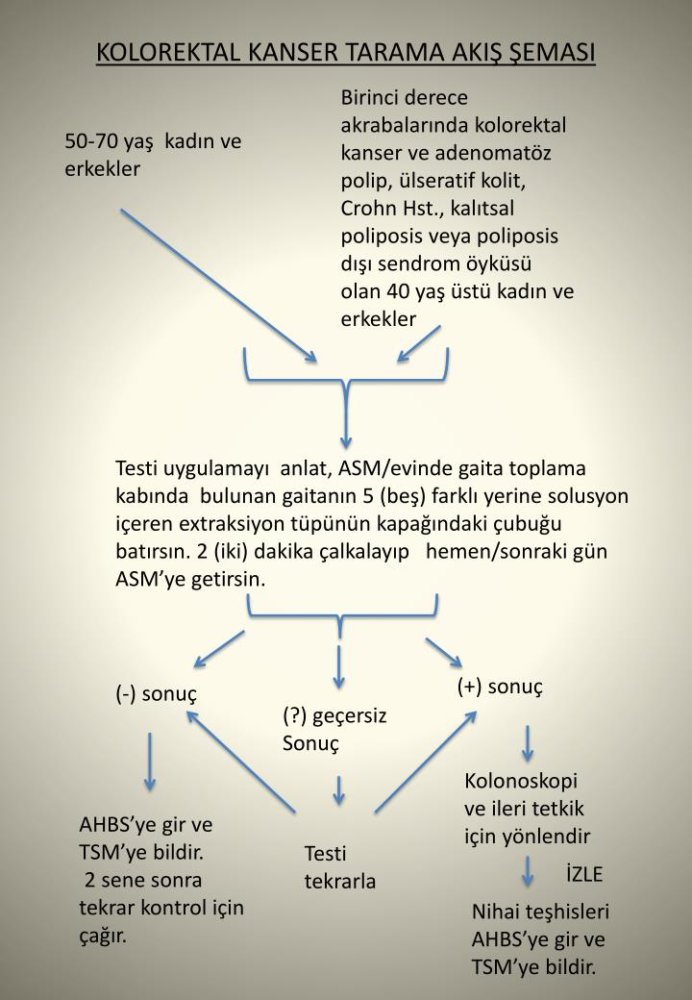 KOLOREKTAL KANSER TARAMA AKIŞ ŞEMASI
50-70 yaş kadın ve
erkekler
Birinci derece
akrabalarında kolorektal
kanser ve adenomatöz
polip, ülseratif kolit,
Crohn Hst., kalıtsal
poliposis veya poliposis
dışı sendrom öyküsü
olan 40 yaş üstü kadın ve
erkekler
Testi uygulamayı anlat, ASM/evinde gaita toplama
kabında bulunan gaitanın 5 (beş) farklı yerine solusyon
içeren extraksiyon tüpünün kapağındaki çubuğu
batırsın. 2 (iki) dakika çalkalayıp hemen/sonraki gün
ASM’ye getirsin.
(-) sonuç
(?) geçersiz
Sonuç
(+) sonuç
AHBS’ye gir ve
TSM’ye bildir.
2 sene sonra
tekrar kontrol için
çağır.
Testi
tekrarla
Kolonoskopi
ve ileri tetkik
için yönlendir
İZLE
Nihai teşhisleri
AHBS’ye gir ve
TSM’ye bildir.